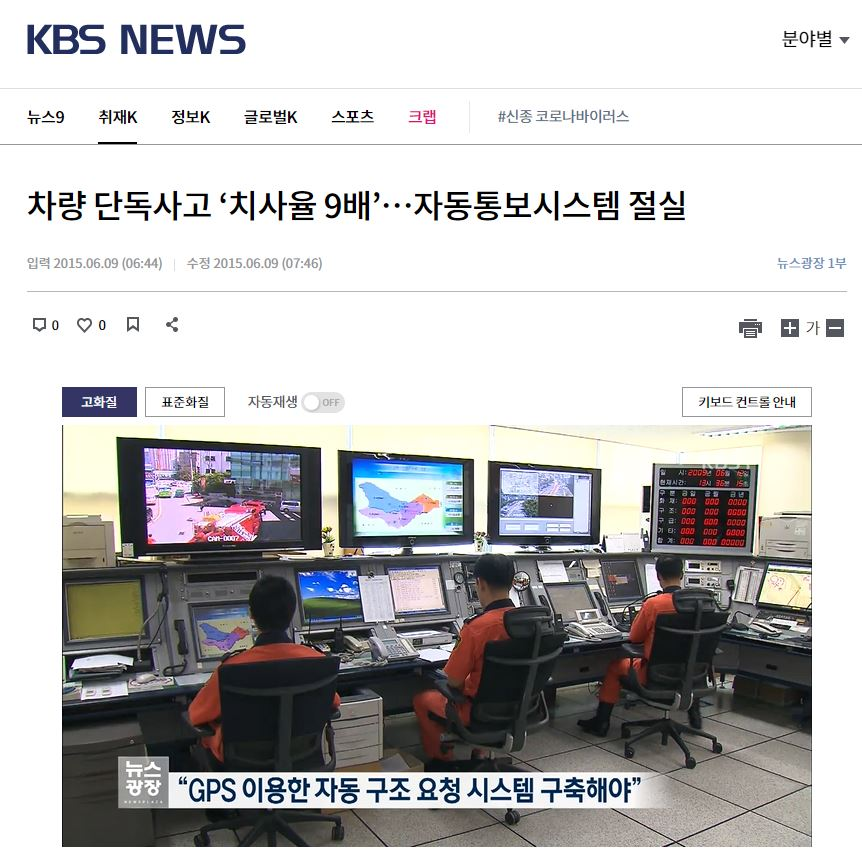 KBS NEWS
분야별
뉴스9 취재K 정보K 글로벌K 스포츠 크랩 #신종 코로나바이러스
차량 단독사고 ‘치사율 9배’…자동통보시스템 절실
입력 2015.06.09 (06:44) 수정 2015.06.09 (07:46) 뉴스광장 1부
0 0 가
고화질 표준화질 자동재생 OFF 키보드 컨트롤 안내
CAM-0007
뉴스
광장
NEWSPLAZA
“GPS 이용한 자동 구조 요청 시스템 구축해야”